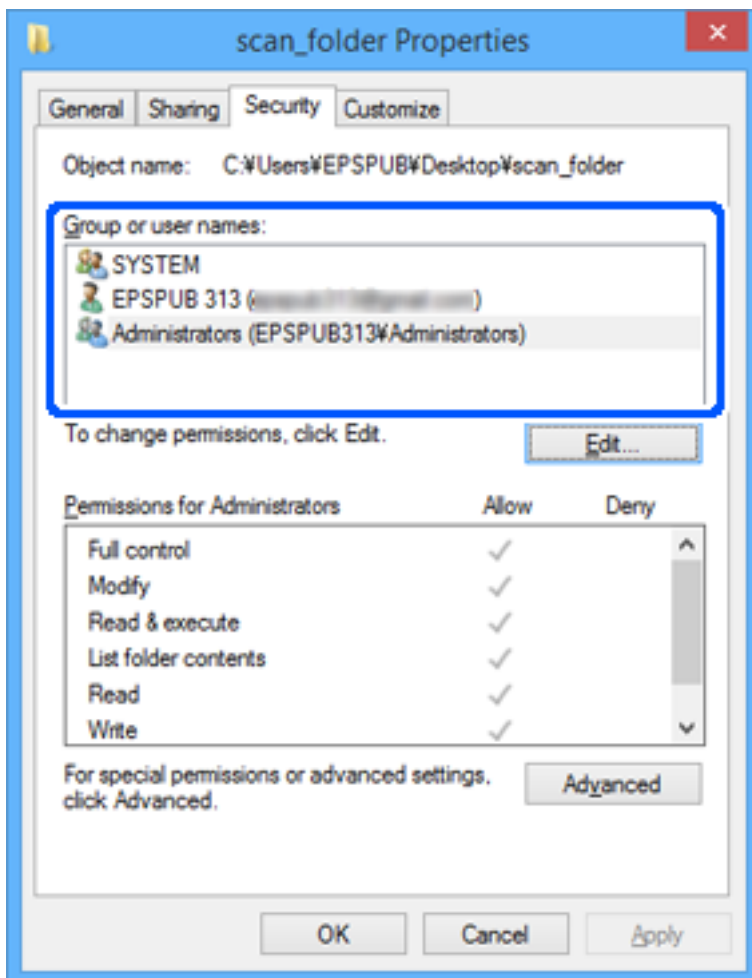 scan_folder Properties
General Sharing Security Customize
Object name: C:¥Users¥EPSPUB¥Desktop¥scan_folder
Group or user names:
SYSTEM
EPSPUB 313 ( )
Administrators (EPSPUB313¥Administrators)
To change permissions, click Edit.
Edit...
Permissions for Administrators Allow Deny
Full control
Modify
Read & execute
List folder contents
Read
Write
For special permissions or advanced settings,
click Advanced.
Advanced
OK Cancel Apply